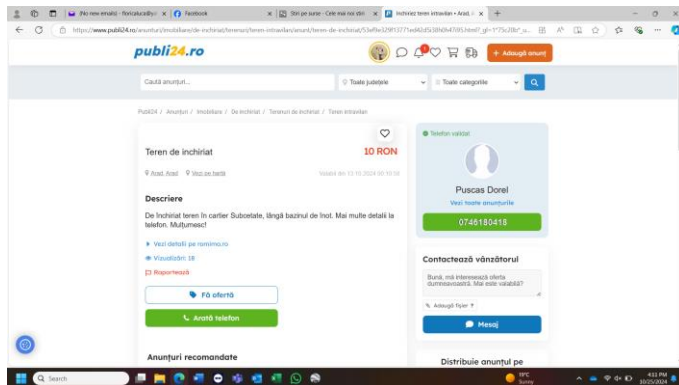 (No new emails) - floricaluca@y
Facebook
Stiri pe surse - Cele mai noi stiri
Inchiriez teren intravilan • Arad,
https://www.publi24.ro/anunturi/imobiliare/de-inchiriat/terenuri/teren-intravilan/anunt/teren-de-inchiriat/
publi24.ro
+ Adaugă anunț
Caută anunțuri...
Toate județele
Toate categoriile
Publi24 / Anunțuri / Imobiliare / De inchiriat / Terenuri de inchiriat / Teren intravilan
Teren de inchiriat
10 RON
Arad, Arad
Vezi pe hartă
Valabil din 13.10.2024
Descriere
De închiriat teren în cartier Subcetate, lângă bazinul de înot. Mai multe detalii la
telefon. Mulțumesc!
Vezi detalii pe romimo.ro
Vizualizări: 18
Raportează
Fă ofertă
Arată telefon
Anunțuri recomandate
Telefon validat
Puscas Dorel
Vezi toate anunțurile
0746180418
Contactează vânzătorul
Bună, mă interesează oferta
dumneavoastră. Mai este valabilă?
Adaugă fișier ?
Mesaj
Distribuie anunțul pe
Search
Sunny
4:11 PM
10/25/2024